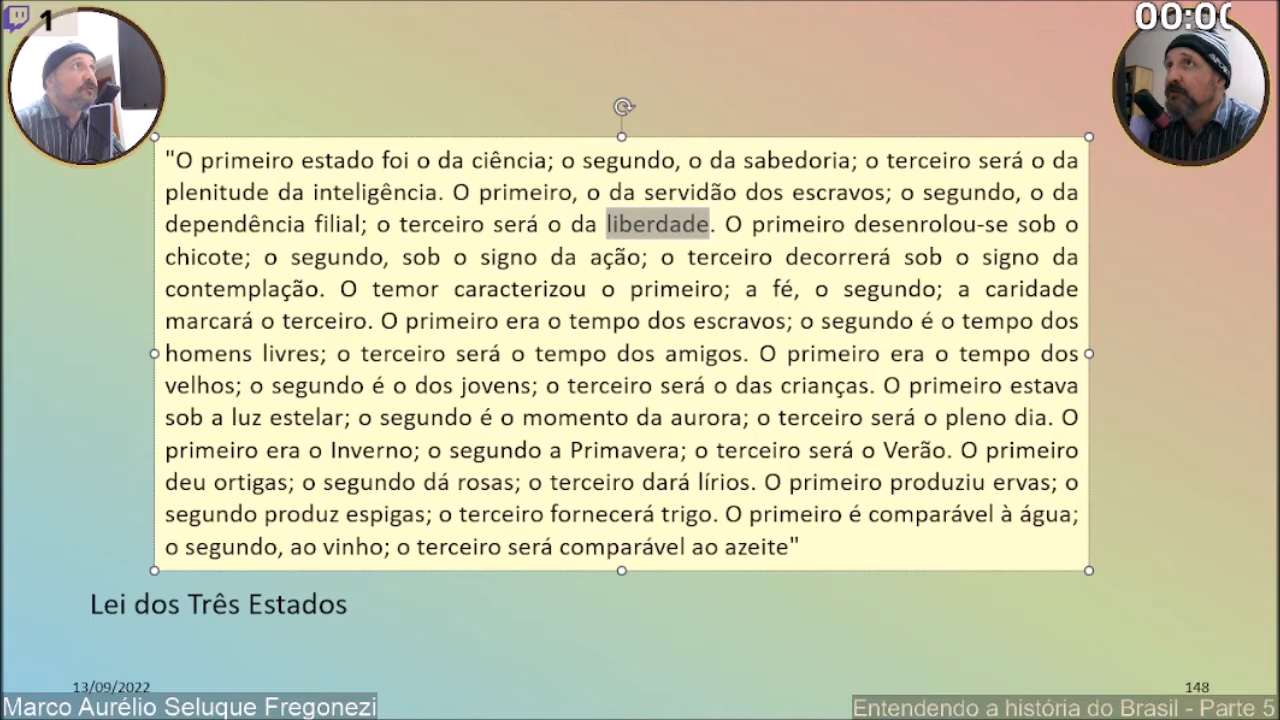 1
00:0
"O primeiro estado foi o da ciência; o segundo, o da sabedoria; o terceiro será o da
plenitude da inteligência. O primeiro, o da servidão dos escravos; o segundo, o da
dependência filial; o terceiro será o da liberdade. O primeiro desenrolou-se sob o
chicote; o segundo, sob o signo da ação; o terceiro decorrerá sob o signo da
contemplação. O temor caracterizou o primeiro; a fé, o segundo; a caridade
marcará o terceiro. O primeiro era o tempo dos escravos; o segundo é o tempo dos
homens livres; o terceiro será o tempo dos amigos. O primeiro era o tempo dos
velhos; o segundo é o dos jovens; o terceiro será o das crianças. O primeiro estava
sob a luz estelar; o segundo é o momento da aurora; o terceiro será o pleno dia. O
primeiro era o Inverno; o segundo a Primavera; o terceiro será o Verão. O primeiro
deu ortigas; o segundo dá rosas; o terceiro dará lírios. O primeiro produziu ervas; o
segundo produz espigas; o terceiro fornecerá trigo. O primeiro é comparável à água;
o segundo, ao vinho; o terceiro será comparável ao azeite"
Lei dos Três Estados
13/09/2022
148
Marco Aurélio Seluque Fregonezi
Entendendo a história do Brasil - Parte 5